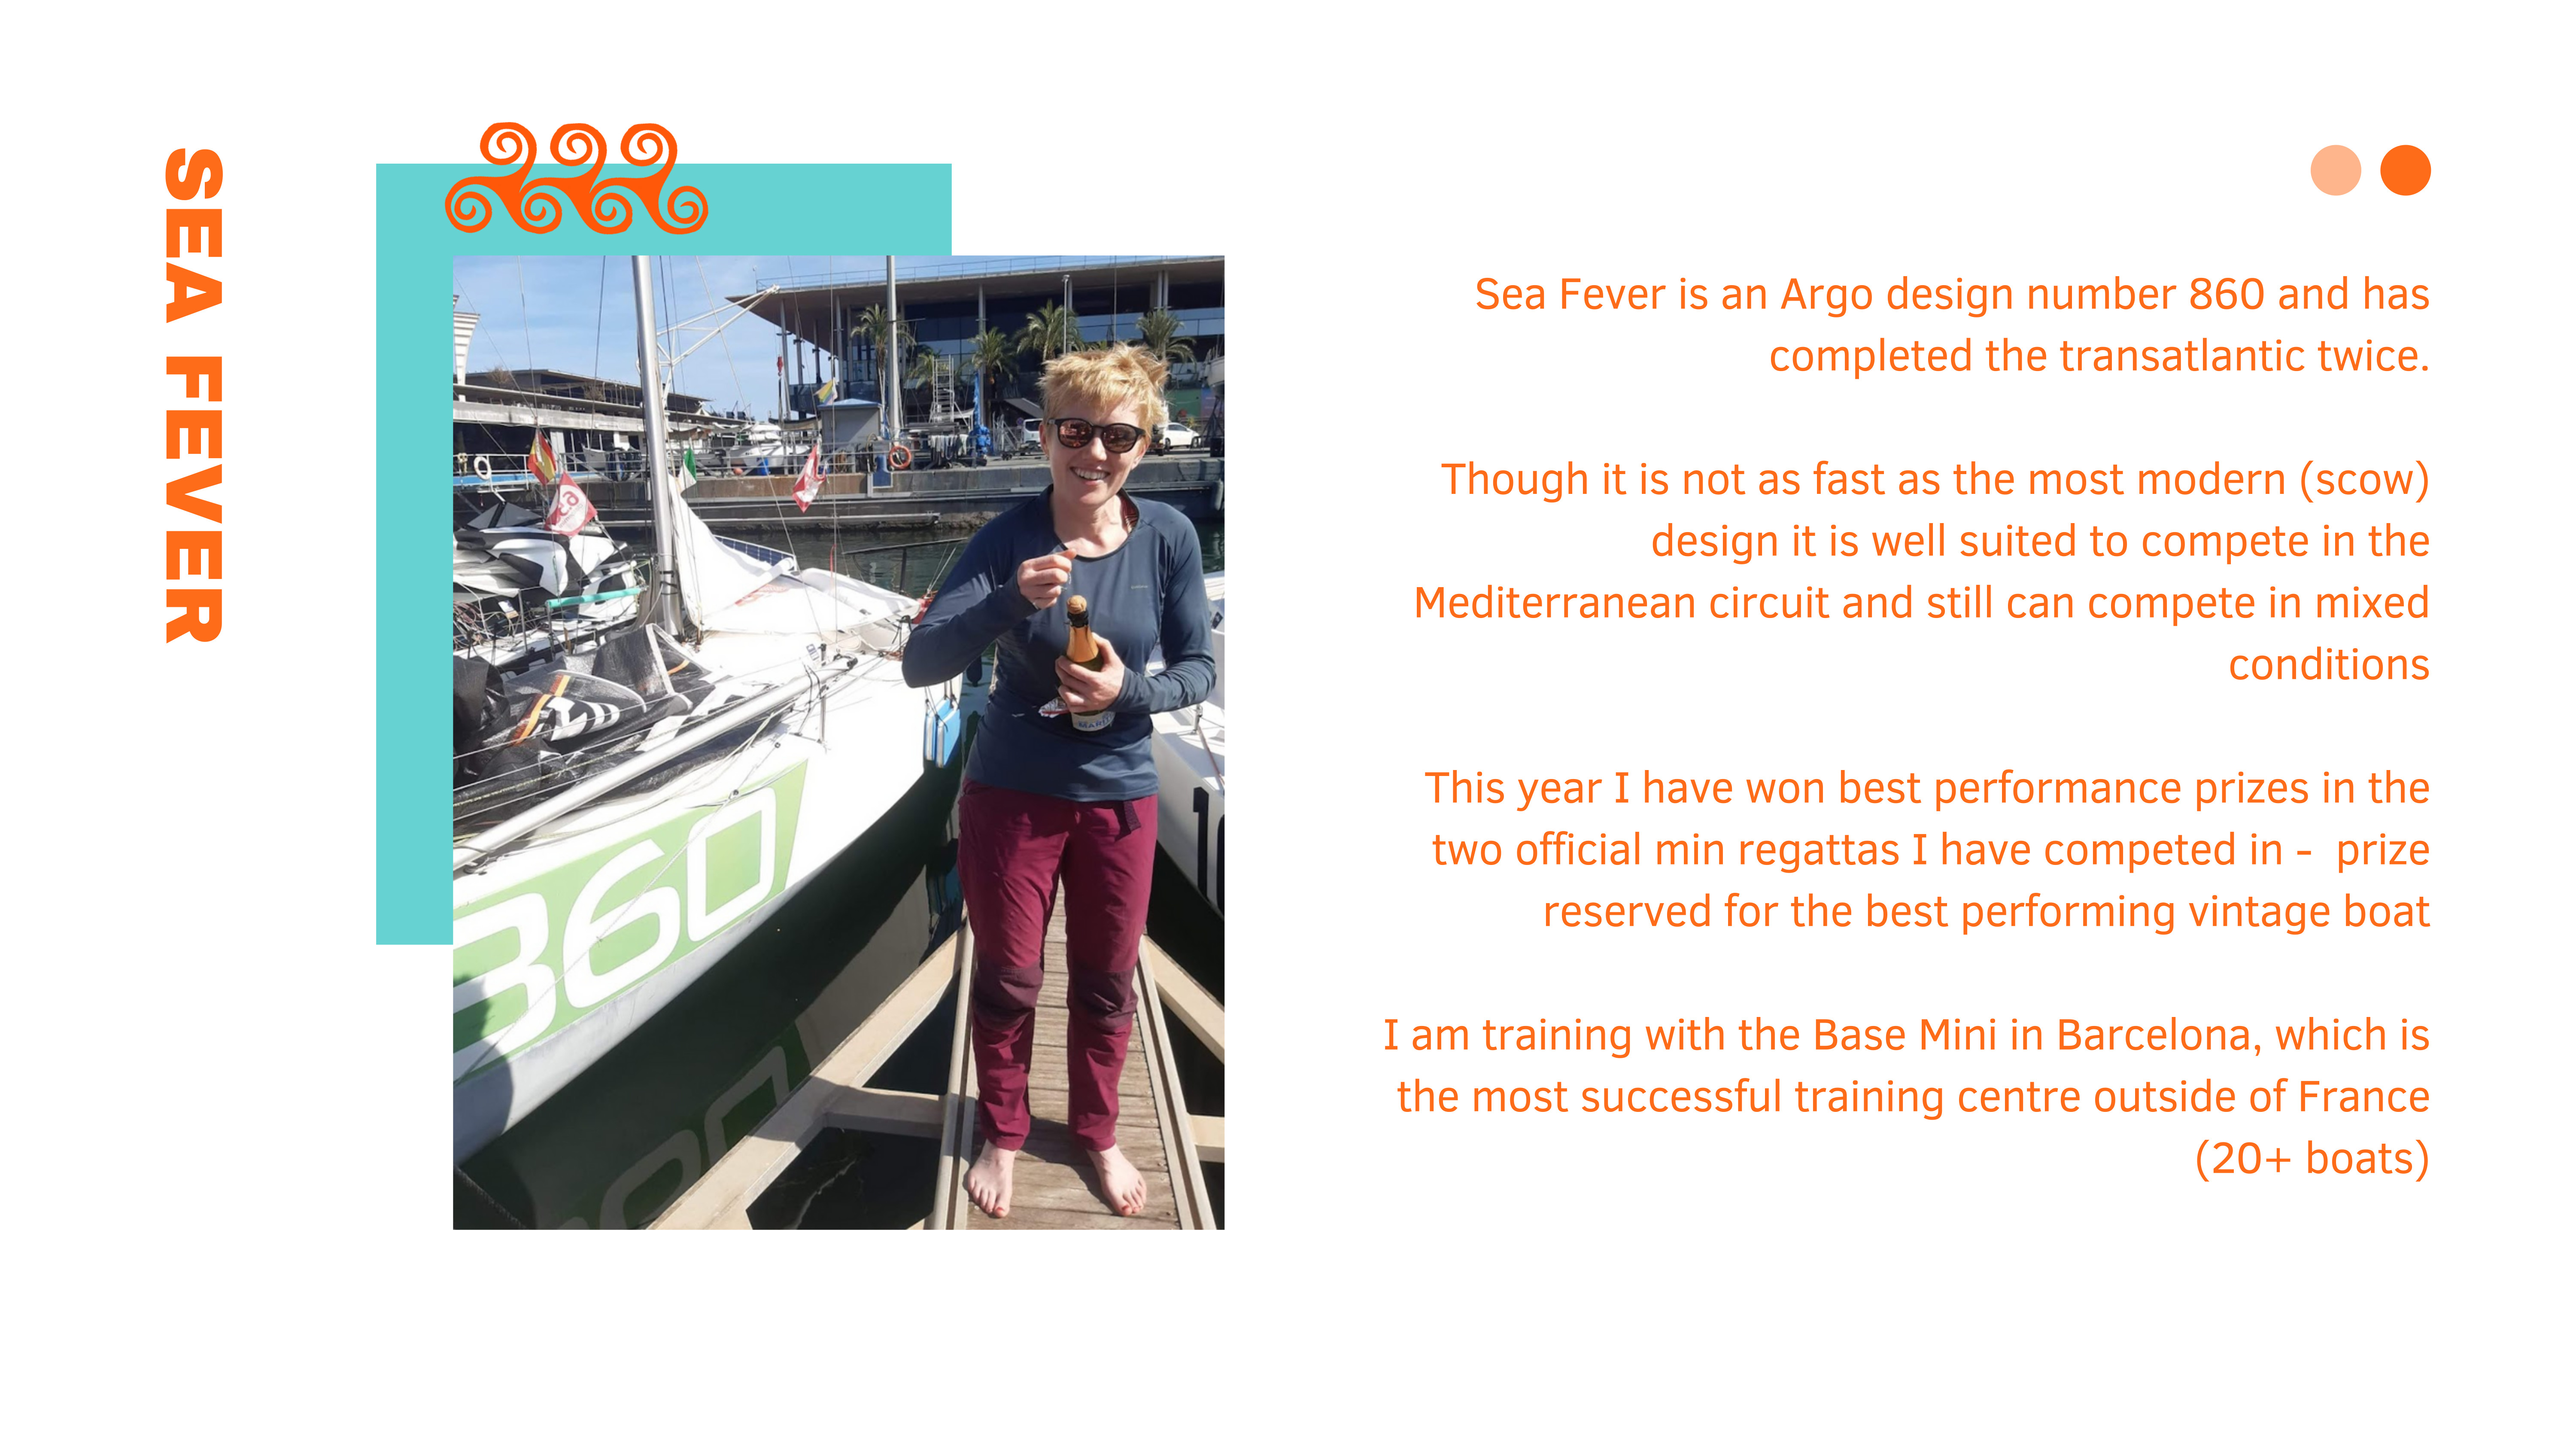 SEA FEVER
Sea Fever is an Argo design number 860 and has
completed the transatlantic twice.
Though it is not as fast as the most modern (scow)
design it is well suited to compete in the
Mediterranean circuit and still can compete in mixed
conditions
This year I have won best performance prizes in the
two official min regattas I have competed in -  prize
reserved for the best performing vintage boat
I am training with the Base Mini in Barcelona, which is
the most successful training centre outside of France
(20+ boats)
860